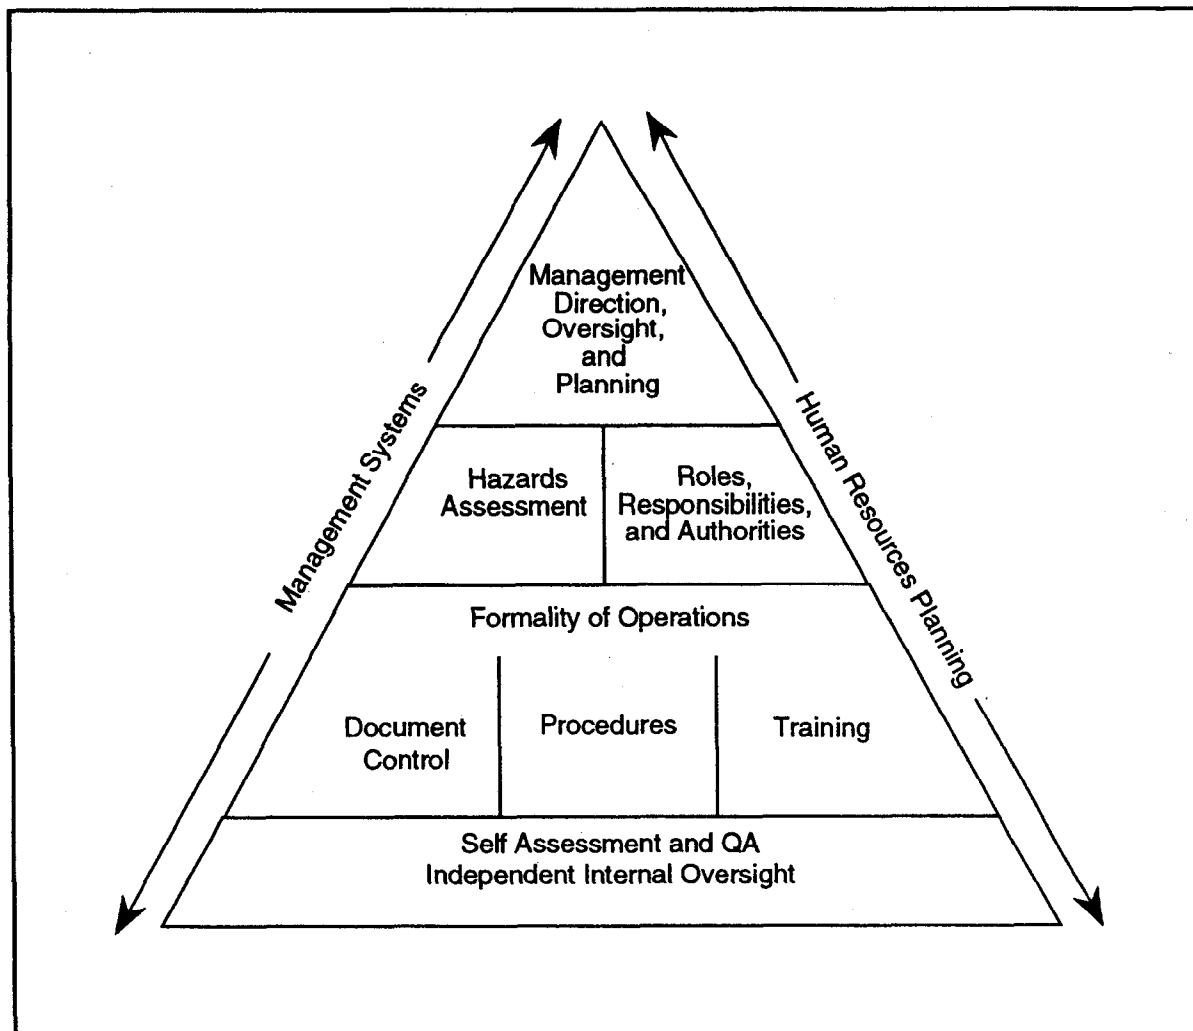 Management
Direction,
Oversight,
and
Planning
Management Systems
Human Resources Planning
Hazards
Assessment
Roles,
Responsibilities,
and Authorities
Formality of Operations
Document
Control
Procedures
Training
Self Assessment and QA
Independent Internal Oversight